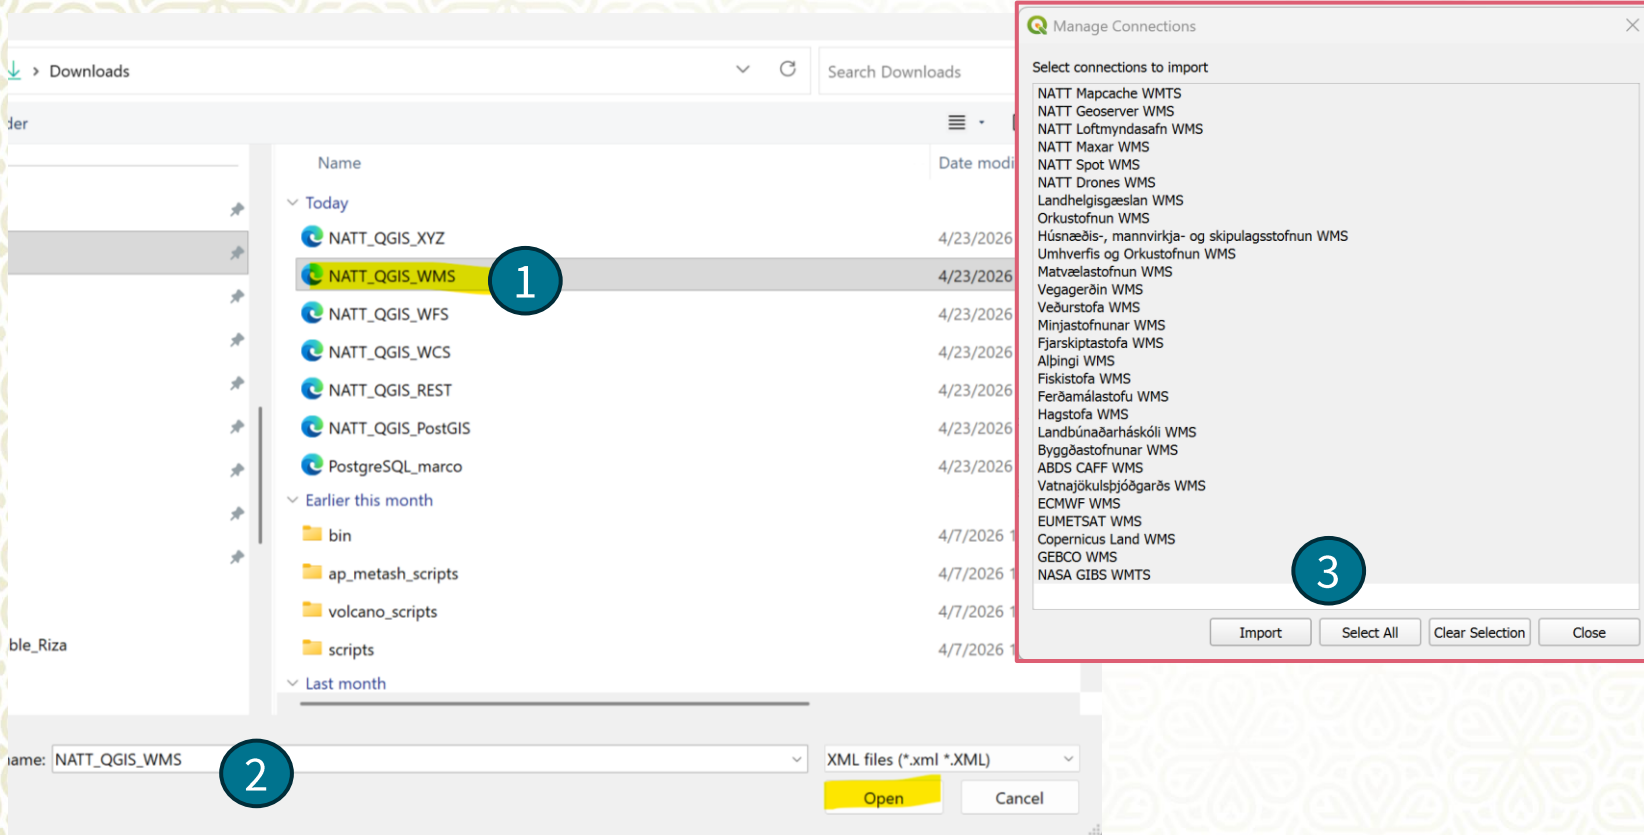 Downloads
Search Downloads
der
Name
Date modi
Today
NATT_QGIS_XYZ
4/23/2026
NATT_QGIS_WMS
4/23/2026
1
NATT_QGIS_WFS
4/23/2026
NATT_QGIS_WCS
4/23/2026
NATT_QGIS_REST
4/23/2026
NATT_QGIS_PostGIS
4/23/2026
PostgreSQL_marco
4/23/2026
Earlier this month
bin
4/7/2026 1
ap_metash_scripts
4/7/2026 1
volcano_scripts
4/7/2026 1
scripts
4/7/2026 1
Last month
ble_Riza
name: NATT_QGIS_WMS
2
XML files (*.xml *.XML)
Open
Cancel
Manage Connections
Select connections to import
NATT Mapcache WMTS
NATT Geoserver WMS
NATT Loftmyndasafn WMS
NATT Maxar WMS
NATT Spot WMS
NATT Drones WMS
Landhelgisgæslan WMS
Orkustofnun WMS
Húsnæðis-, mannvirkja- og skipulagsstofnun WMS
Umhverfis og Orkustofnun WMS
Matvælastofnun WMS
Vegagerðin WMS
Veðurstofa WMS
Minjastofnunar WMS
Fjarskiptastofa WMS
Alþingi WMS
Fiskistofa WMS
Ferðamálastofu WMS
Hagstofa WMS
Landbúnaðarháskóli WMS
Byggðastofnunar WMS
ABDS CAFF WMS
Vatnajökulsþjóðgarðs WMS
ECMWF WMS
EUMETSAT WMS
Copernicus Land WMS
GEBCO WMS
NASA GIBS WMTS
3
Import
Select All
Clear Selection
Close